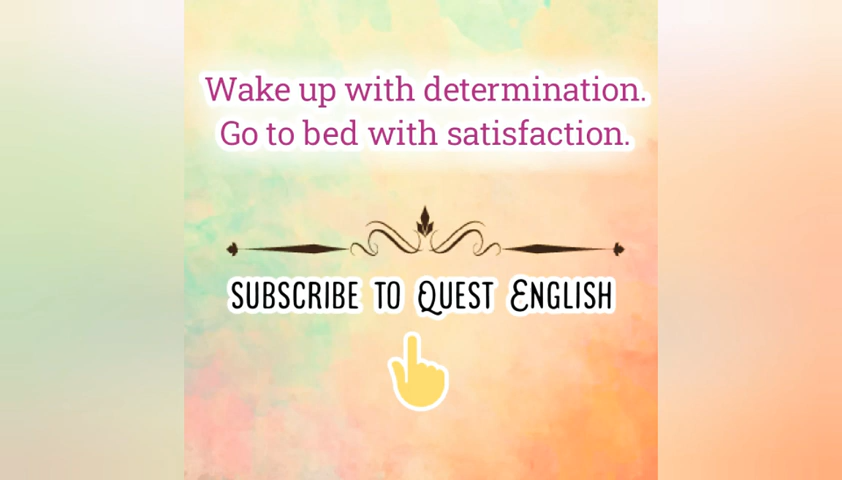 Wake up with determination.
Go to bed with satisfaction.
SUBSCRIBE TO QUEST ENGLISH